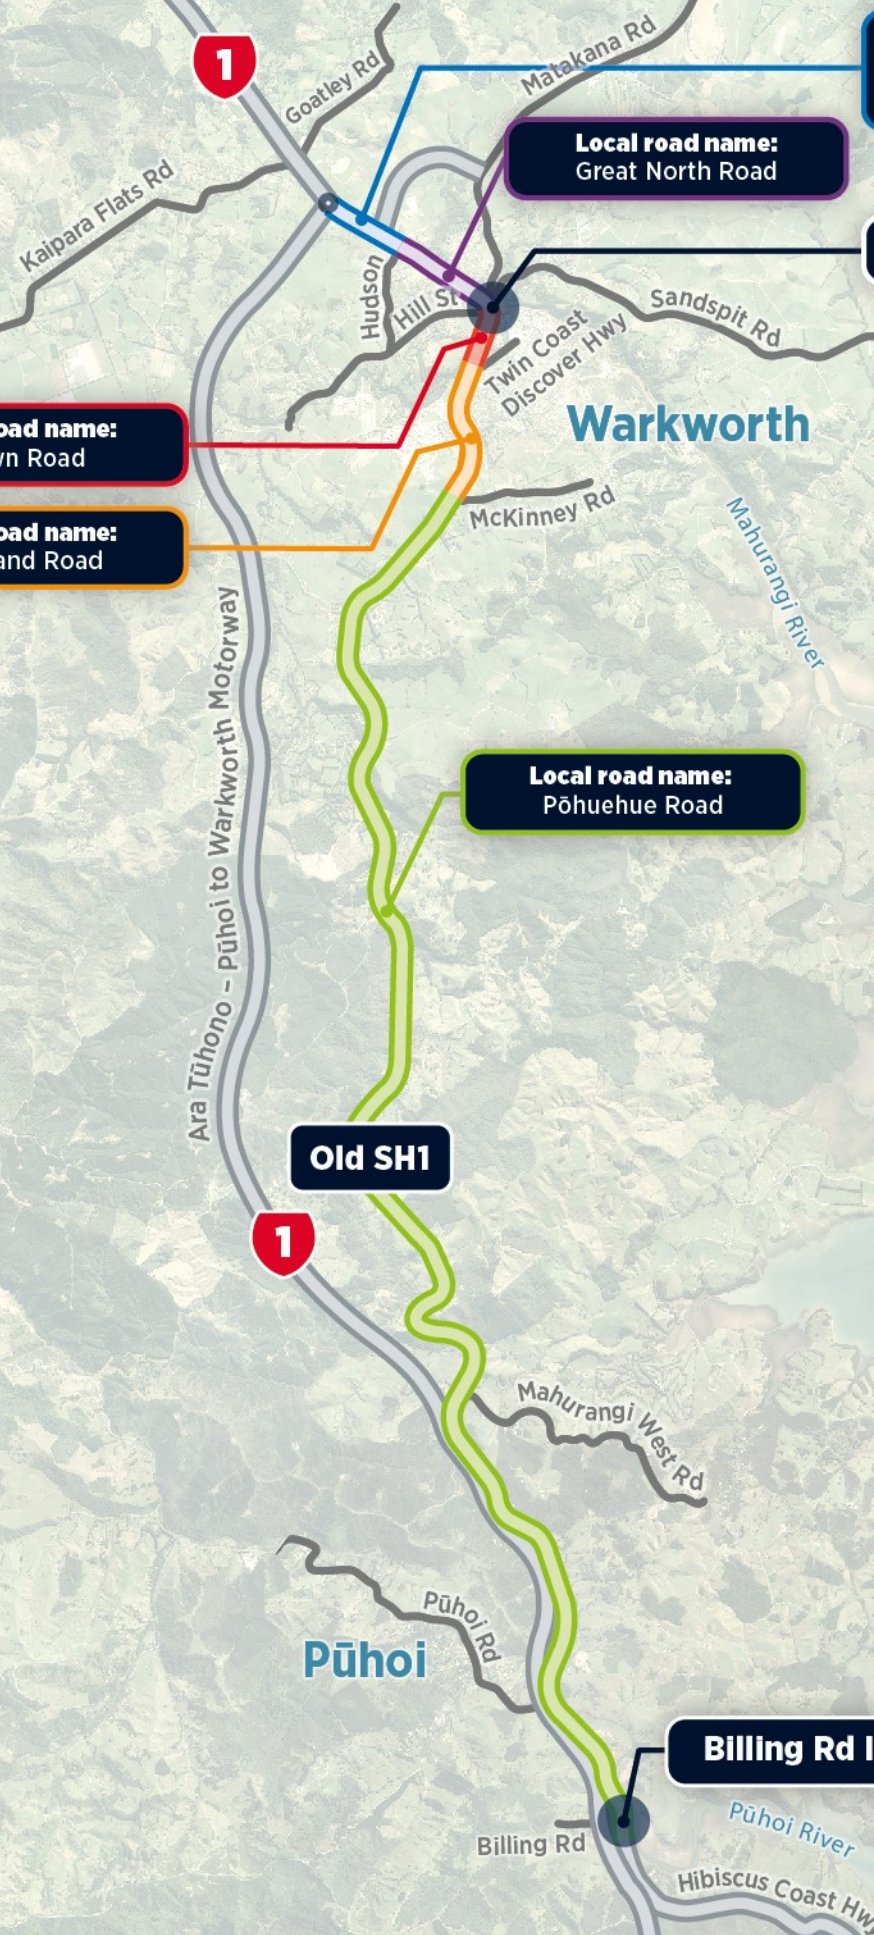 1
Goatley Rd
Matakana Rd
Local road name:
Great North Road
Kaipara Flats Rd
Hudson
Hill St
Sandspit Rd
Twin Coast
Discover Hwy
Warkworth
oad name:
wn Road
McKinney Rd
oad name:
and Road
Mahurangi River
Ara Tūhono – Pūhoi to Warkworth Motorway
Local road name:
Pōhuehue Road
Old SH1
1
Mahurangi West Rd
Pūhoi Rd
Pūhoi
Billing Rd I
Pūhoi River
Billing Rd
Hibiscus Coast Hwy